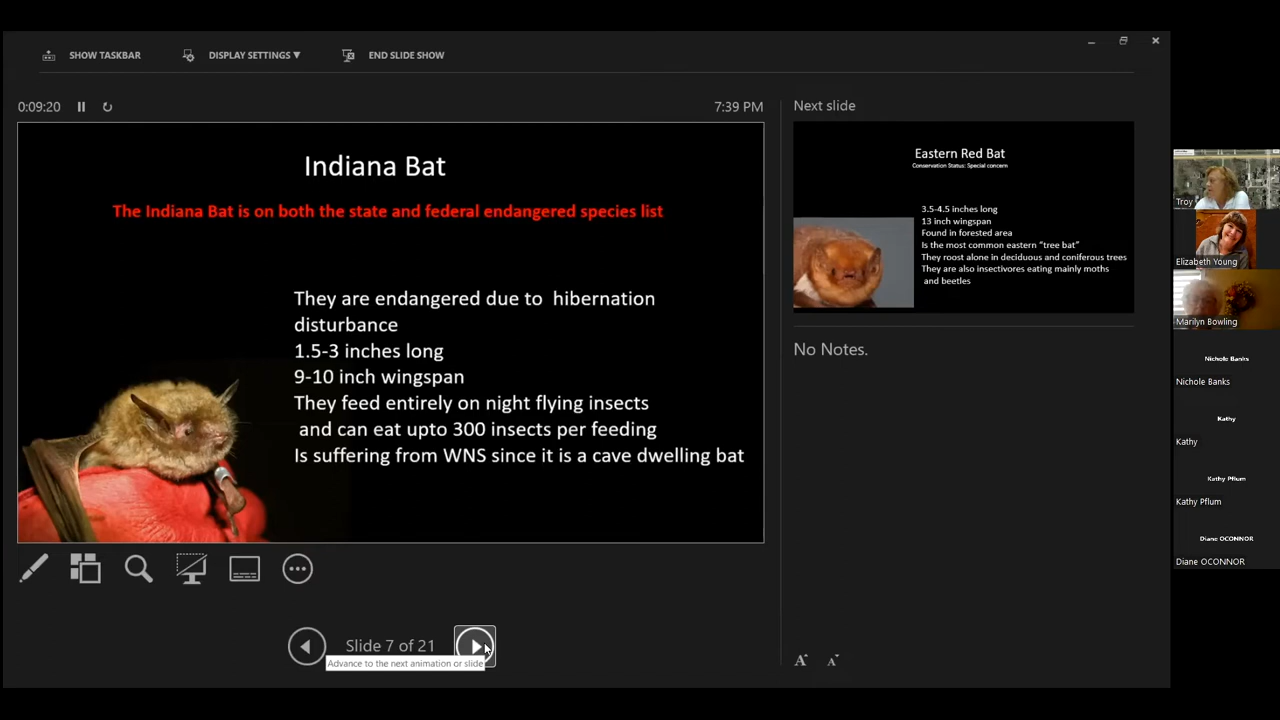 SHOW TASKBAR
DISPLAY SETTINGS ▼
END SLIDE SHOW
0:09:20
7:39 PM
Indiana Bat
The Indiana Bat is on both the state and federal endangered species list
They are endangered due to  hibernation
disturbance
1.5-3 inches long
9-10 inch wingspan
They feed entirely on night flying insects
and can eat upto 300 insects per feeding
Is suffering from WNS since it is a cave dwelling bat
Slide 7 of 21
Advance to the next animation or slide
Next slide
Eastern Red Bat
Conservation Status: Special concern
3.5-4.5 inches long
13 inch wingspan
Found in forested area
Is the most common eastern “tree bat”
They roost alone in deciduous and coniferous trees
They are also insectivores eating mainly moths
and beetles
No Notes.
A A
Troy
Elizabeth Young
Marilyn Bowling
Nichole Banks
Nichole Banks
Kathy
Kathy
Kathy Pflum
Kathy Pflum
Diane OCONNOR
Diane OCONNOR